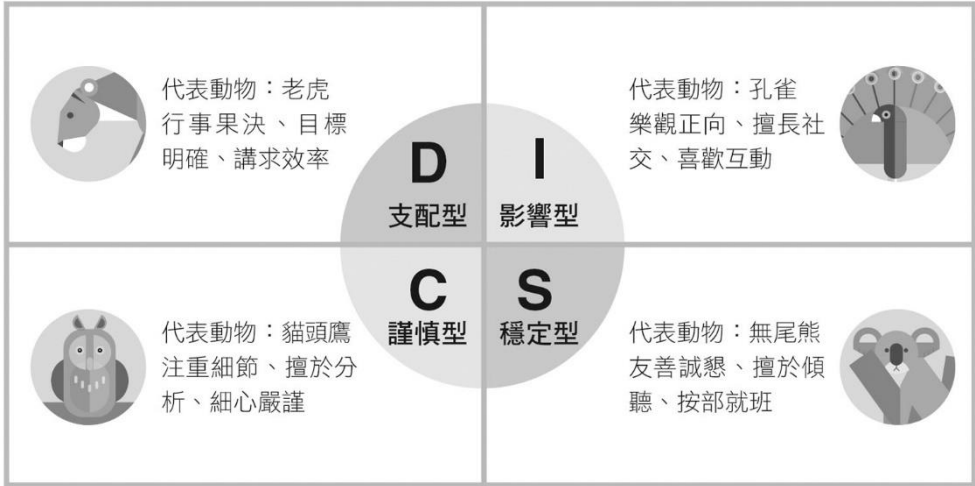 代表動物：老虎
行事果決、目標
明確、講求效率
代表動物：孔雀
樂觀正向、擅長社
交、喜歡互動
D
支配型
I
影響型
C
謹慎型
S
穩定型
代表動物：貓頭鷹
注重細節、擅於分
析、細心嚴謹
代表動物：無尾熊
友善誠懇、擅於傾
聽、按部就班